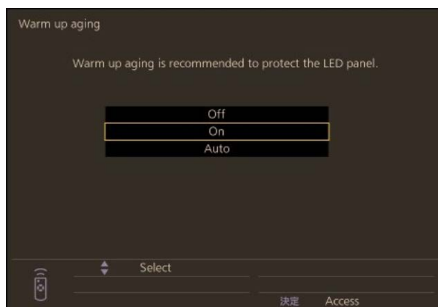 Warm up aging
Warm up aging is recommended to protect the LED panel.
Off
On
Auto
Select
決定 Access